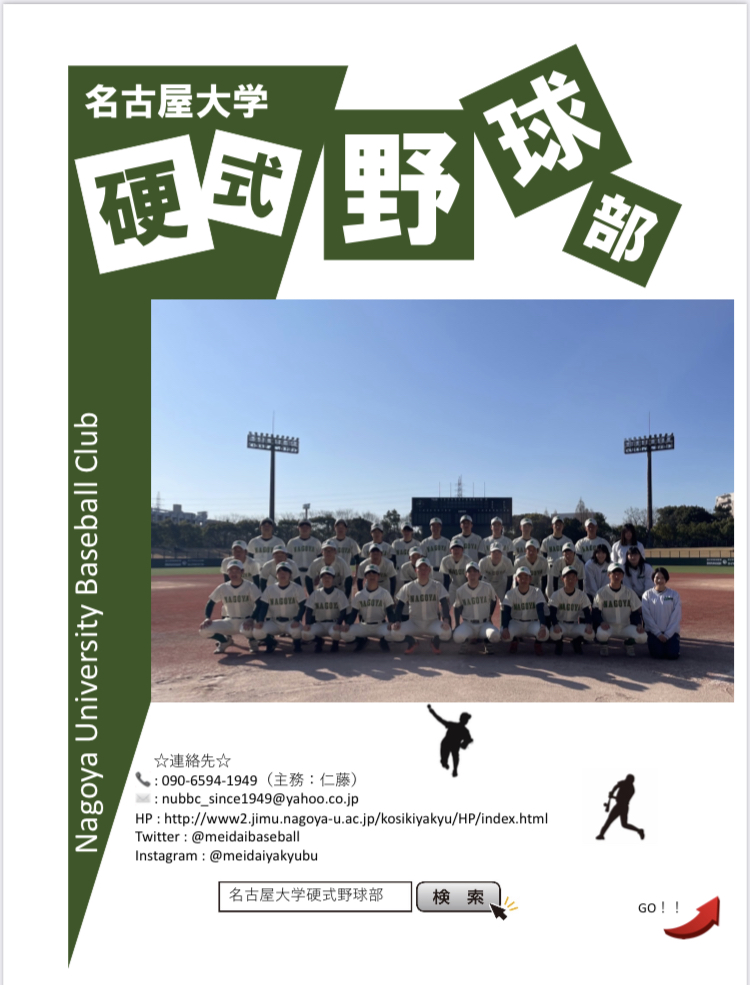 名古屋大学
硬式野球部
Nagoya University Baseball Club
NAGOYA
☆連絡先☆
📞 : 090-6594-1949（主務：仁藤）
✉ : nubbc_since1949@yahoo.co.jp
HP : http://www2.jimu.nagoya-u.ac.jp/kosikiyakyu/HP/index.html
Twitter : @meidaibaseball
Instagram : @meidaiyakyubu
名古屋大学硬式野球部 検 索
GO！！